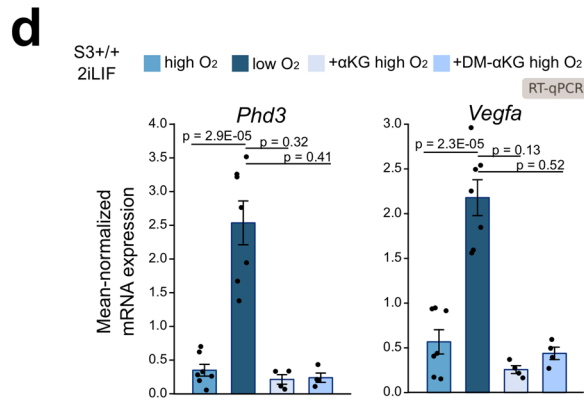 d
S3+/+
2iLIF
high O₂
low O₂
+αKG high O₂
+DM-αKG high O₂
RT-qPCR
Phd3
Vegfa
Mean-normalized
mRNA expression
4.0
3.5
3.0
2.5
2.0
1.5
1.0
0.5
0.0
p = 2.9E-05
p = 0.32
p = 0.41
3.0
2.5
2.0
1.5
1.0
0.5
0.0
p = 2.3E-05
p = 0.13
p = 0.52